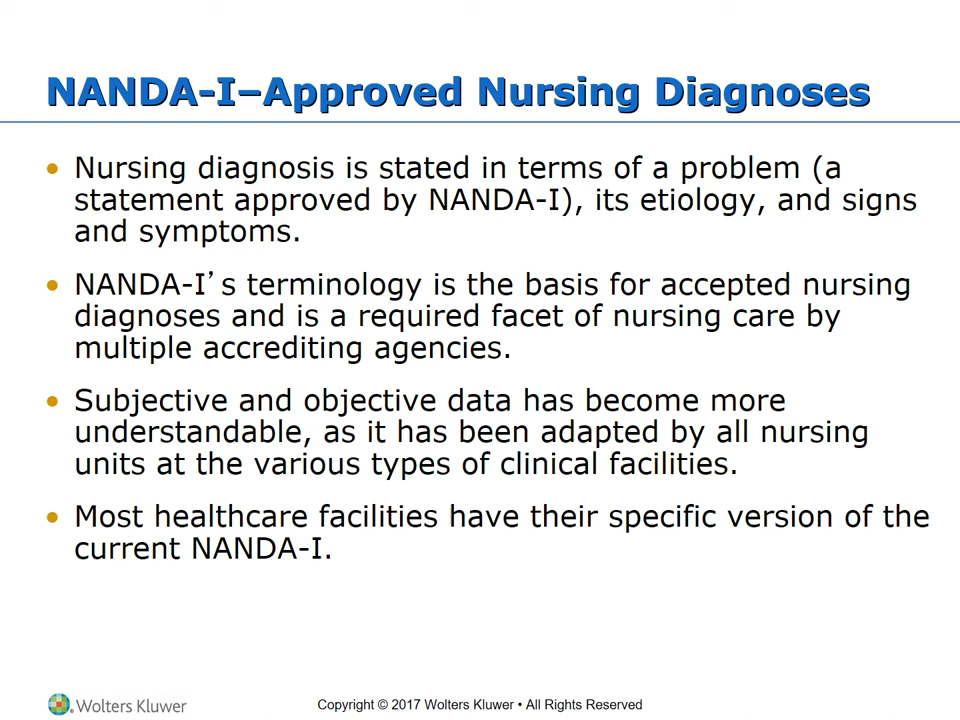 NANDA-I–Approved Nursing Diagnoses
• Nursing diagnosis is stated in terms of a problem (a
statement approved by NANDA-I), its etiology, and signs
and symptoms.
• NANDA-I’s terminology is the basis for accepted nursing
diagnoses and is a required facet of nursing care by
multiple accrediting agencies.
• Subjective and objective data has become more
understandable, as it has been adapted by all nursing
units at the various types of clinical facilities.
• Most healthcare facilities have their specific version of the
current NANDA-I.
Wolters Kluwer
Copyright © 2017 Wolters Kluwer • All Rights Reserved